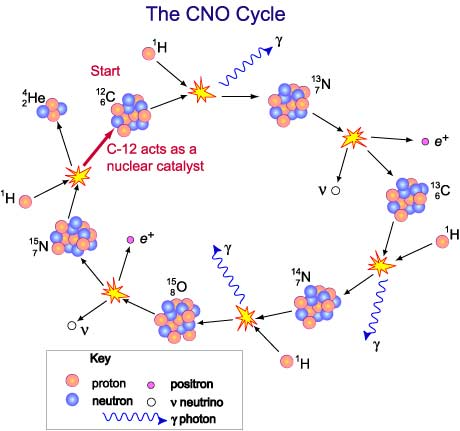 The CNO Cycle
γ
¹H
Start
¹²₆C
¹³₇N
⁴₂He
C-12 acts as a
nuclear catalyst
e⁺
ν
¹³₆C
¹H
¹⁵₇N
e⁺
γ
¹H
¹⁵₈O
¹⁴₇N
ν
γ
¹H
Key
proton
positron
neutron
ν neutrino
γ photon